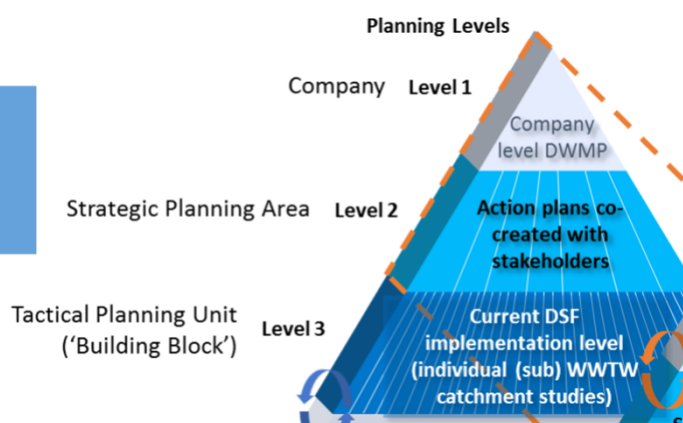 Planning Levels
Company Level 1
Company
level DWMP
Strategic Planning Area Level 2
Action plans co-
created with
stakeholders
Tactical Planning Unit
(‘Building Block’)
Level 3
Current DSF
implementation level
(individual (sub) WWTW
catchment studies)